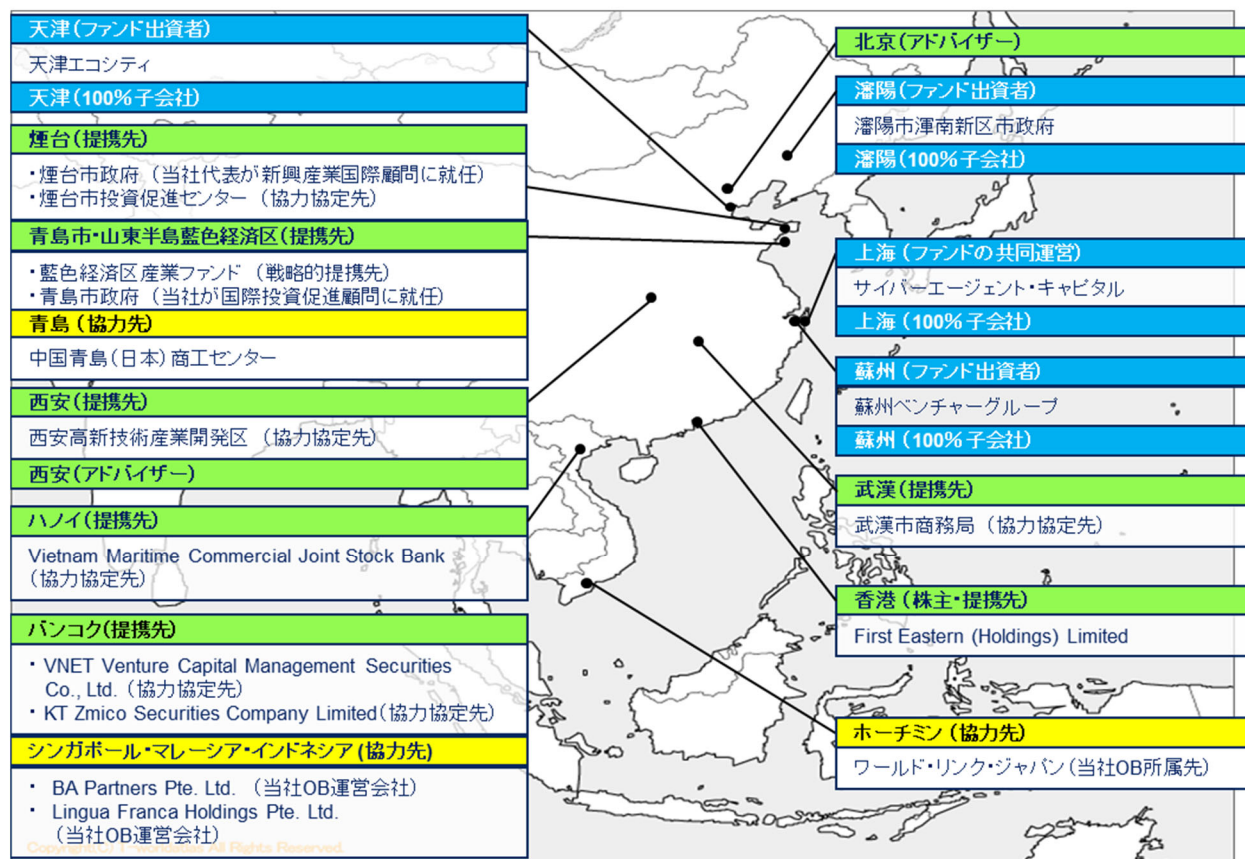 天津(ファンド出資者)
天津エコシティ
天津(100%子会社)
煙台(提携先)
・煙台市政府 (当社代表が新興産業国際顧問に就任)
・煙台市投資促進センター (協力協定先)
青島市・山東半島藍色経済区(提携先)
・藍色経済区産業ファンド (戦略的提携先)
・青島市政府 (当社が国際投資促進顧問に就任)
青島 (協力先)
中国青島(日本)商工センター
西安(提携先)
西安高新技術産業開発区 (協力協定先)
西安(アドバイザー)
ハノイ(提携先)
Vietnam Maritime Commercial Joint Stock Bank
(協力協定先)
バンコク(提携先)
・ VNET Venture Capital Management Securities
Co., Ltd. (協力協定先)
・ KT Zmico Securities Company Limited(協力協定先)
シンガポール・マレーシア・インドネシア (協力先)
・ BA Partners Pte. Ltd. (当社OB運営会社)
・ Lingua Franca Holdings Pte. Ltd.
(当社OB運営会社)
北京(アドバイザー)
瀋陽(ファンド出資者)
瀋陽市渾南新区市政府
瀋陽(100%子会社)
上海 (ファンドの共同運営)
サイバーエージェント・キャピタル
上海 (100%子会社)
蘇州 (ファンド出資者)
蘇州ベンチャーグループ
蘇州 (100%子会社)
武漢(提携先)
武漢市商務局 (協力協定先)
香港 (株主・提携先)
First Eastern (Holdings) Limited
ホーチミン (協力先)
ワールド・リンク・ジャパン(当社OB所属先)
Copyright(C) T-worldatlas All Rights Reserved.